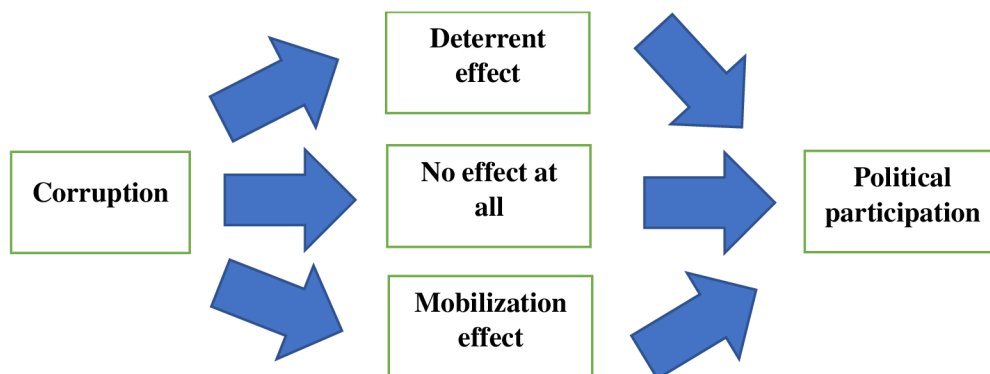 Deterrent
effect
Corruption
No effect at
all
Political
participation
Mobilization
effect